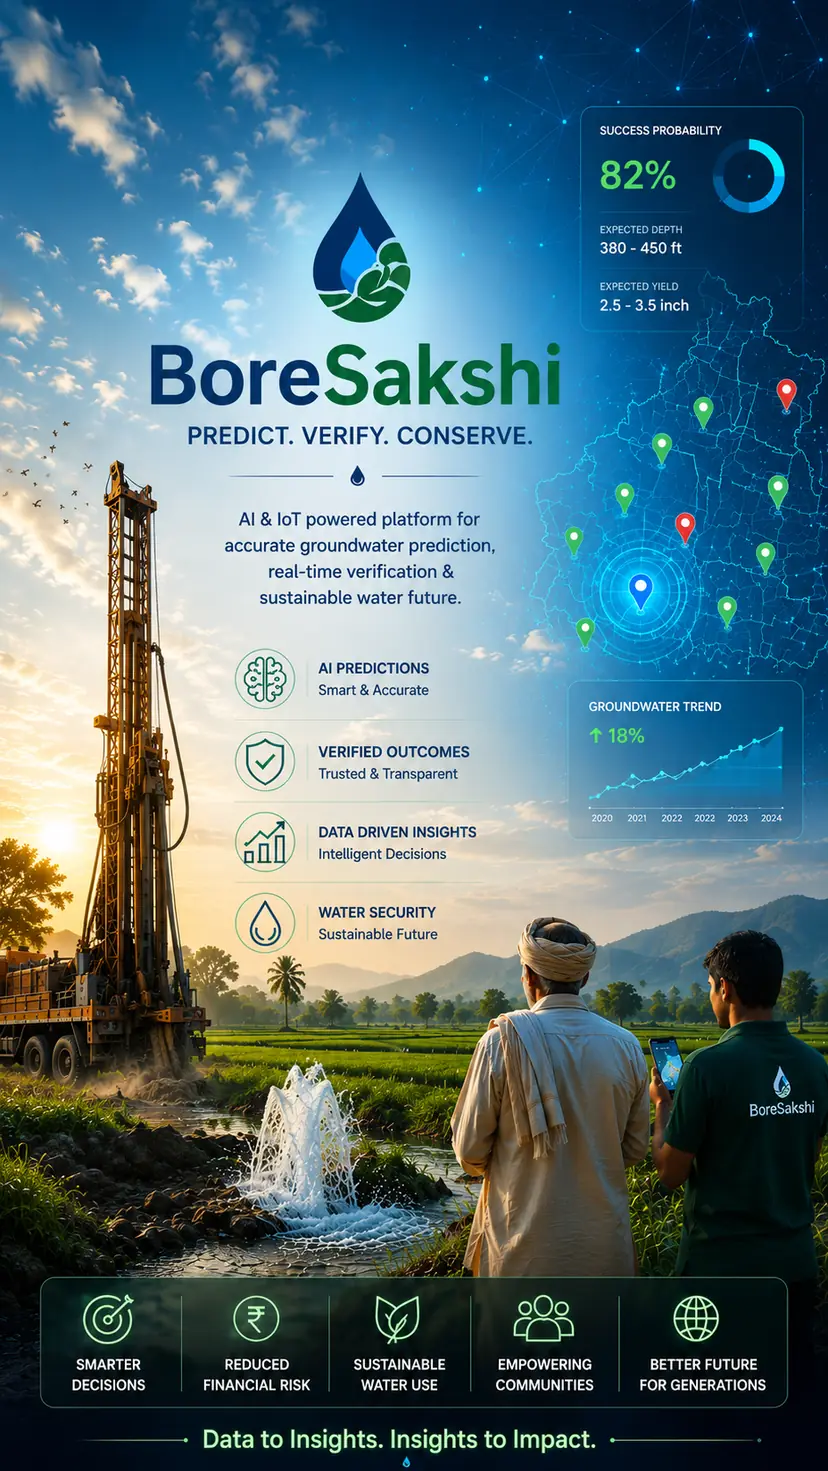 SUCCESS PROBABILITY
82%
EXPECTED DEPTH
380 - 450 ft
EXPECTED YIELD
2.5 - 3.5 inch
BoreSakshi
PREDICT. VERIFY. CONSERVE.
AI & IoT powered platform for
accurate groundwater prediction,
real-time verification &
sustainable water future.
AI PREDICTIONS
Smart & Accurate
VERIFIED OUTCOMES
Trusted & Transparent
DATA DRIVEN INSIGHTS
Intelligent Decisions
WATER SECURITY
Sustainable Future
GROUNDWATER TREND
↑ 18%
2020 2021 2022 2022 2023 2024
BoreSakshi
₹
SMARTER
DECISIONS
REDUCED
FINANCIAL RISK
SUSTAINABLE
WATER USE
EMPOWERING
COMMUNITIES
BETTER FUTURE
FOR GENERATIONS
Data to Insights. Insights to Impact.